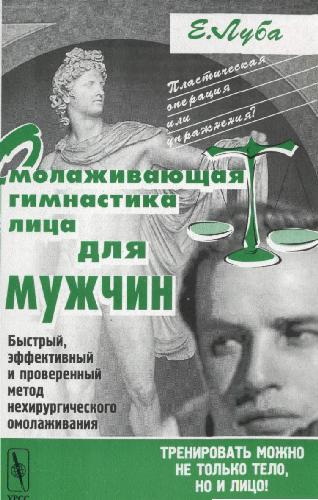 Е.Луба
Пластическая
операция
или
упражнения?
Омолаживающая
гимнастика
лица
для
мужчин
Быстрый,
эффективный
и проверенный
метод
нехирургического
омолаживания
ТРЕНИРОВАТЬ МОЖНО
НЕ ТОЛЬКО ТЕЛО,
НО И ЛИЦО!
УРСС